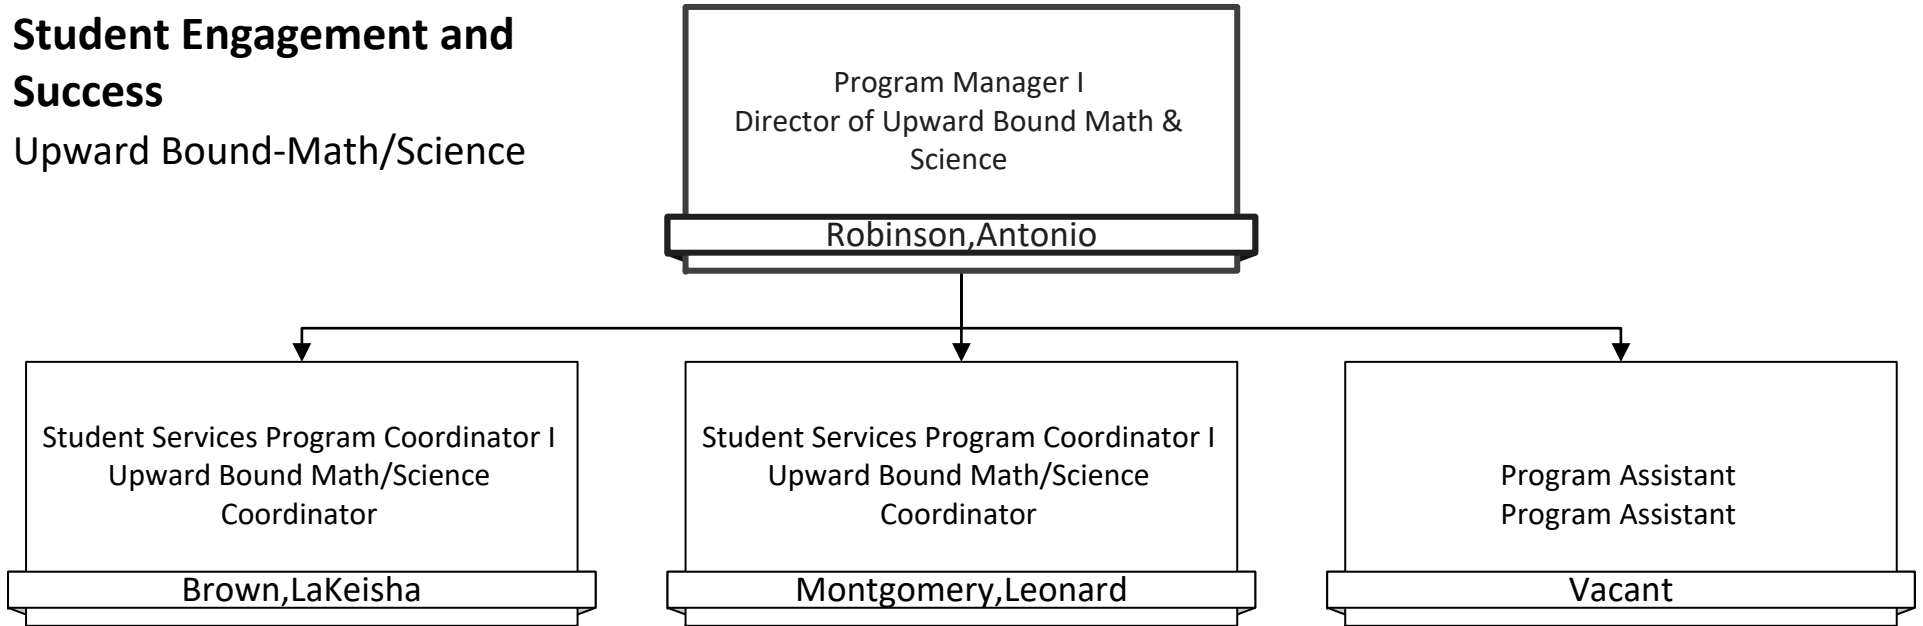 Student Engagement and
Success
Upward Bound-Math/Science
Program Manager I
Director of Upward Bound Math &
Science
Robinson,Antonio
Student Services Program Coordinator I
Upward Bound Math/Science
Coordinator
Brown,LaKeisha
Student Services Program Coordinator I
Upward Bound Math/Science
Coordinator
Montgomery,Leonard
Program Assistant
Program Assistant
Vacant